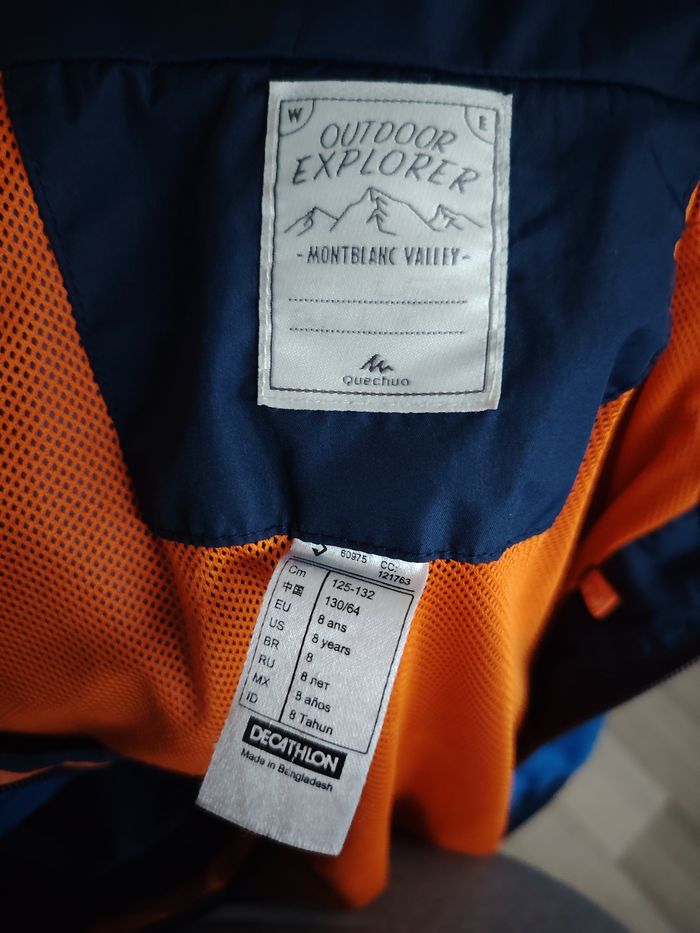 W E
OUTDOOR
EXPLORER
- MONTBLANC VALLEY -
Quechua
60975 CC:
121763
Cm 125-132
中国 130/64
EU 8 ans
US 8 years
BR 8
RU 8 лет
MX 8 años
ID 8 Tahun
DECATHLON
Made in Bangladesh